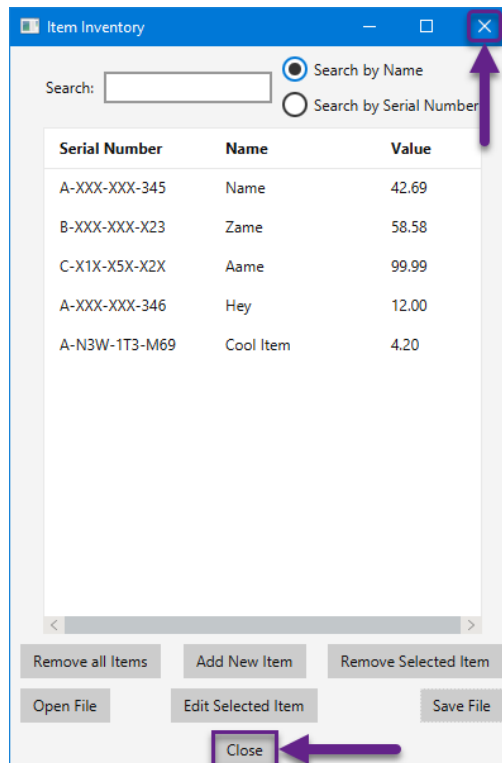 Item Inventory
Search:
Search by Name
Search by Serial Number
Serial Number Name Value
A-XXX-XXX-345 Name 42.69
B-XXX-XXX-X23 Zame 58.58
C-X1X-X5X-X2X Aame 99.99
A-XXX-XXX-346 Hey 12.00
A-N3W-1T3-M69 Cool Item 4.20
Remove all Items Add New Item Remove Selected Item
Open File Edit Selected Item Save File
Close